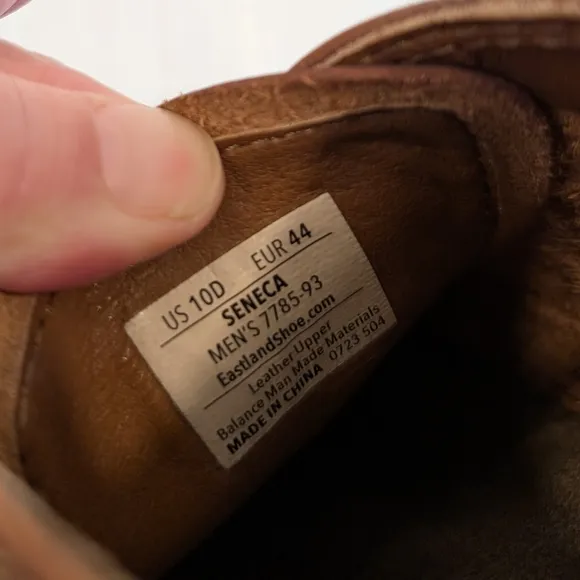 US 10D EUR 44
SENECA
MEN'S 7785-93
EastlandShoe.com
Leather Upper
Balance Man Made Materials
MADE IN CHINA 0723 504